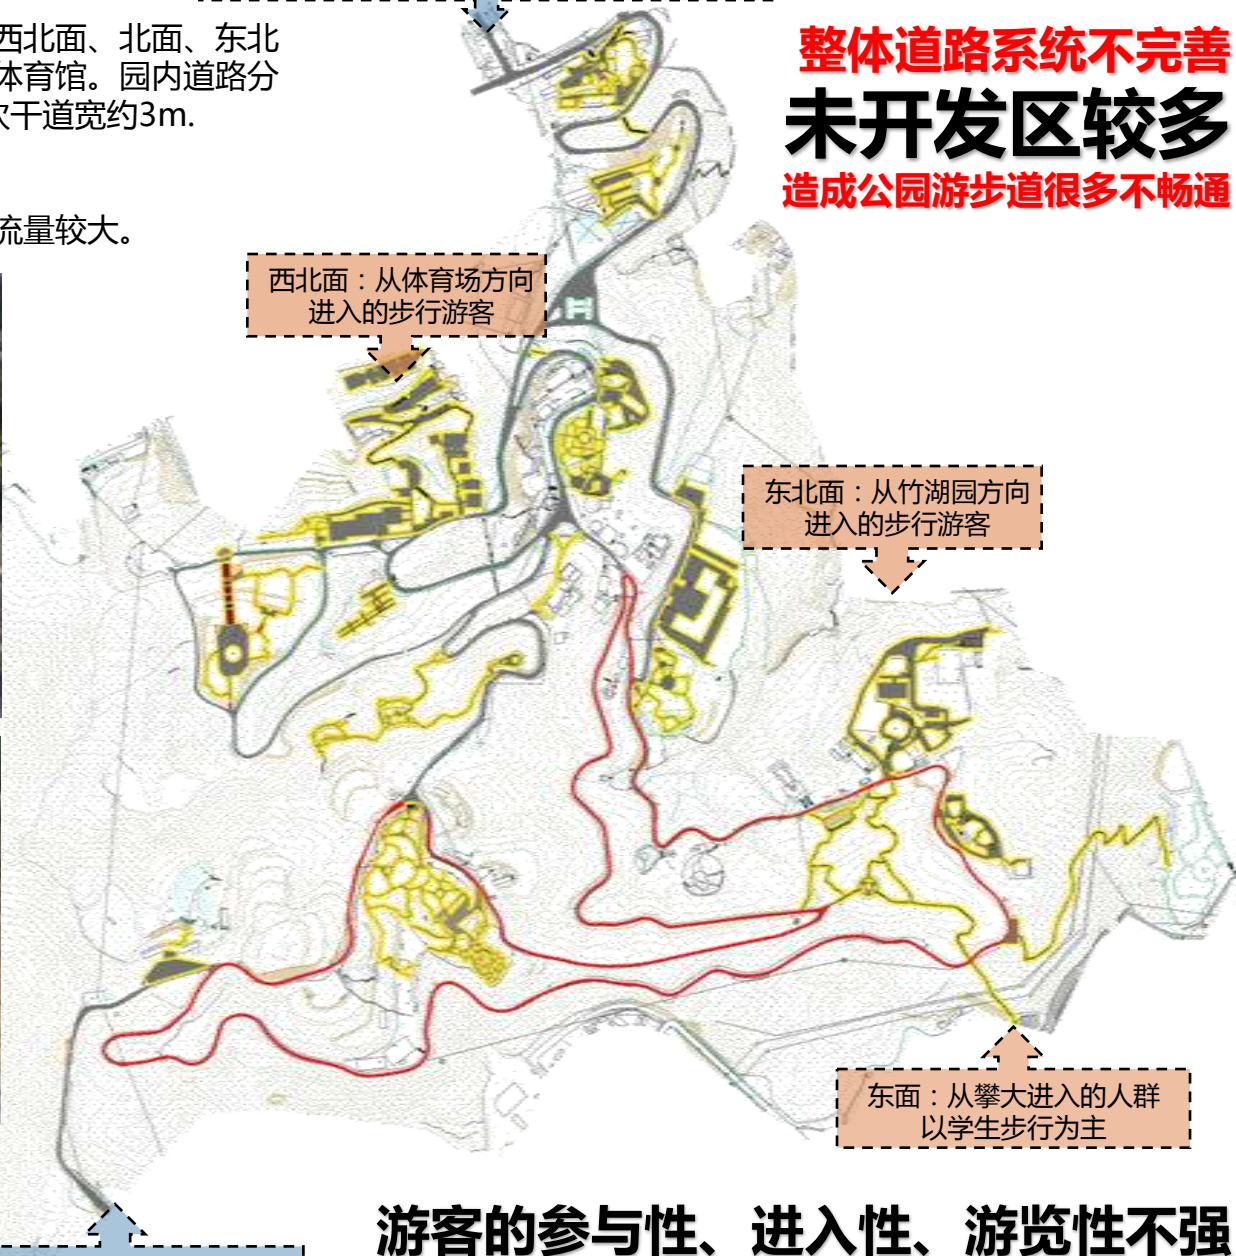 西北面、北面、东北
体育馆。园内道路分
次干道宽约3m.
流量较大。
整体道路系统不完善
未开发区较多
造成公园游步道很多不畅通
西北面：从体育场方向
进入的步行游客
东北面：从竹湖园方向
进入的步行游客
东面：从攀大进入的人群
以学生步行为主
游客的参与性、进入性、游览性不强